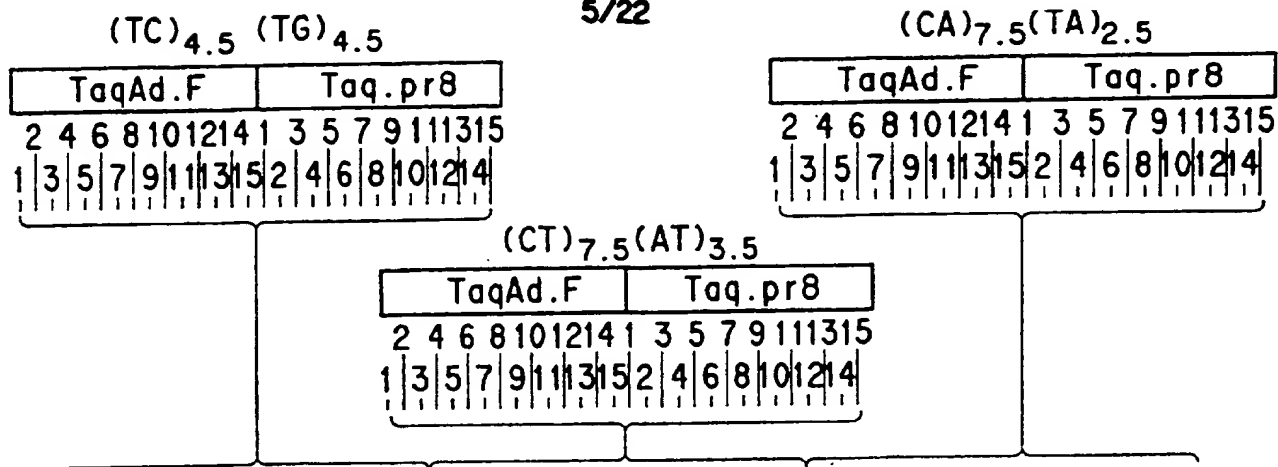 5/22
(TC)4.5 (TG)4.5
TaqAd.F Taq.pr8
2 4 6 8 10 12 14 1 3 5 7 9 11 13 15
1 3 5 7 9 11 13 15 2 4 6 8 10 12 14
(CA)7.5(TA)2.5
TaqAd.F Taq.pr8
2 4 6 8 10 12 14 1 3 5 7 9 11 13 15
1 3 5 7 9 11 13 15 2 4 6 8 10 12 14
(CT)7.5(AT)3.5
TaqAd.F Taq.pr8
2 4 6 8 10 12 14 1 3 5 7 9 11 13 15
1 3 5 7 9 11 13 15 2 4 6 8 10 12 14